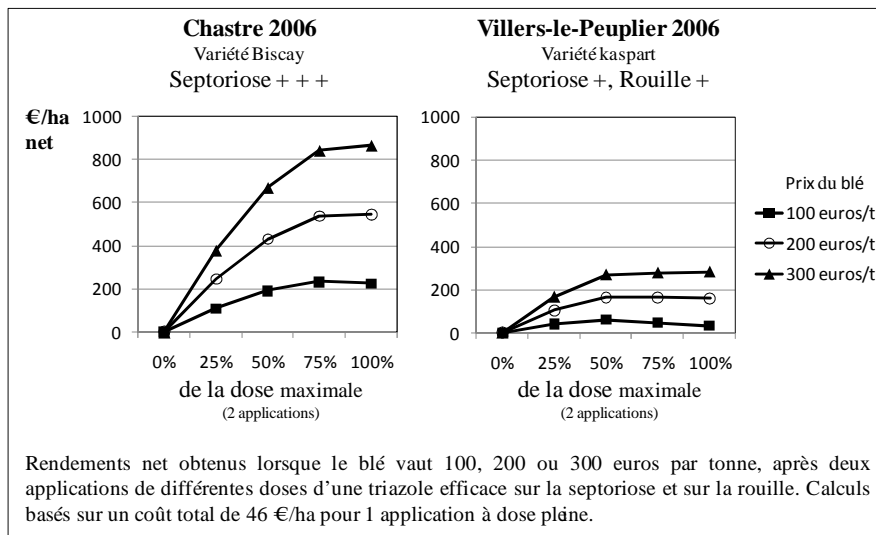 Chastre 2006
Variété Biscay
Septoriose + + +
€/ha
net
1000
800
600
400
200
0
0% 25% 50% 75% 100%
de la dose maximale
(2 applications)
Villers-le-Peuplier 2006
Variété kaspart
Septoriose +, Rouille +
1000
800
600
400
200
0
0% 25% 50% 75% 100%
de la dose maximale
(2 applications)
Prix du blé
100 euros/t
200 euros/t
300 euros/t
Rendements net obtenus lorsque le blé vaut 100, 200 ou 300 euros par tonne, après deux
applications de différentes doses d’une triazole efficace sur la septoriose et sur la rouille. Calculs
basés sur un coût total de 46 €/ha pour 1 application à dose pleine.